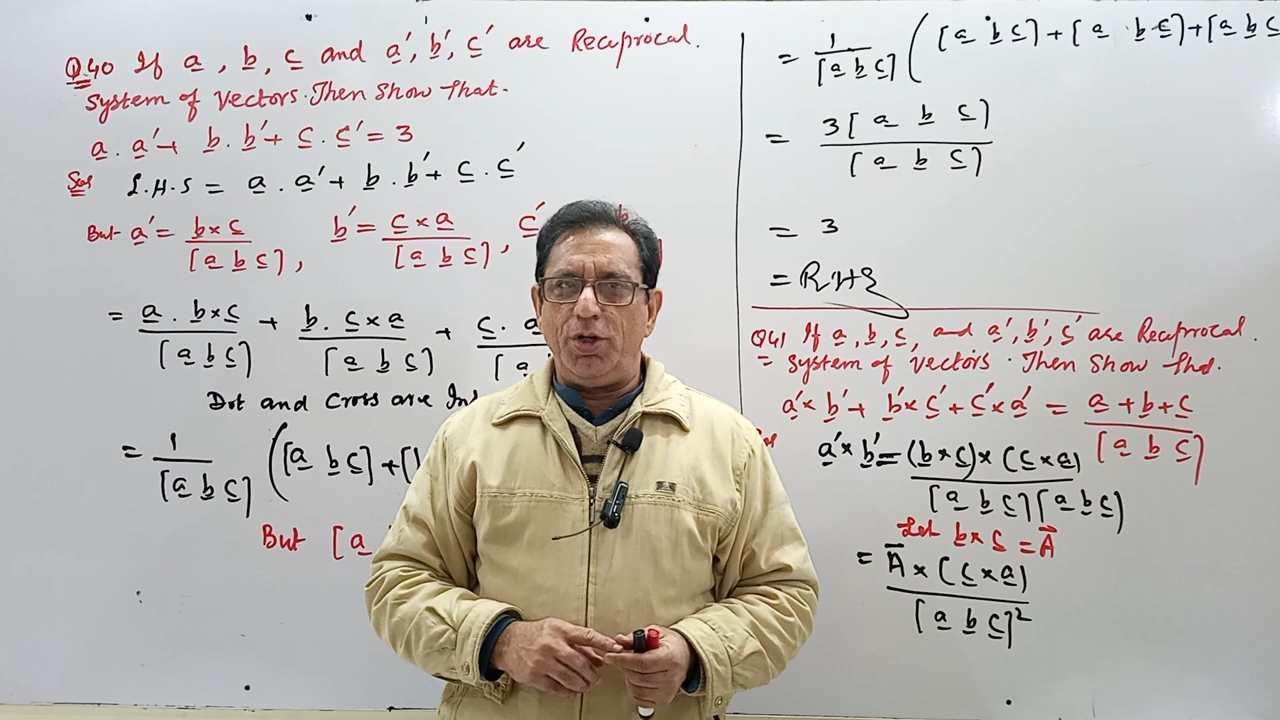 Q40 If a, b, c and a', b', c' are Reciprocal.
System of vectors. Then Show That.
a . a' + b . b' + c . c' = 3
Sol L.H.S = a . a' + b . b' + c . c'
But a' = b×c / [a b c], b' = c×a / [a b c], c'
= a . b×c / [a b c] + b . c×a / [a b c] + c . a
Dot and Cross are
= 1 / [a b c] ([a b c] + [
But [a
= 1 / [a b c] ([a b c] + [a b c] + [a b c
= 3[a b c] / [a b c]
= 3
= R.H.S
Q41 If a, b, c, and a', b', c' are Reciprocal.
System of vectors. Then Show That.
a' × b' + b' × c' + c' × a' = a + b + c / [a b c]
a' × b' = (b × c) × (c × a) / [a b c][a b c]
Let b × c = A⃗
= A⃗ × (c × a) / [a b c]²